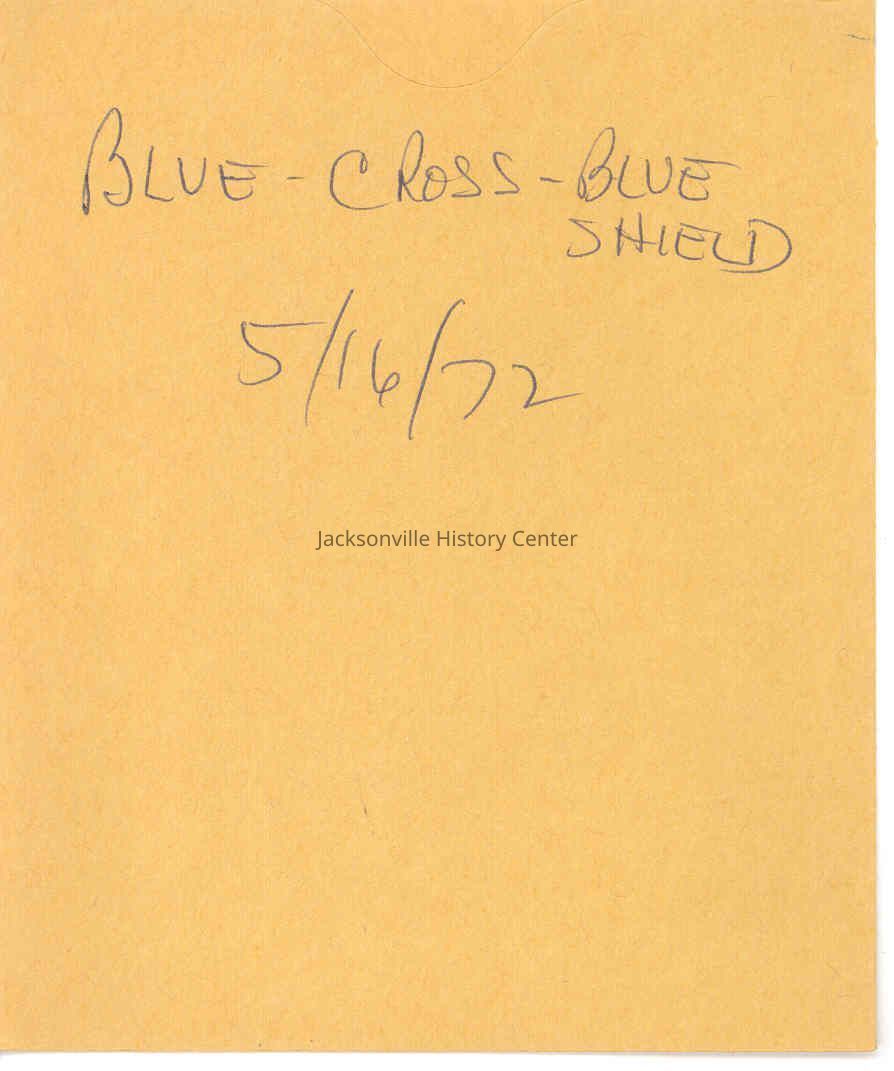 BLUE - CROSS - BLUE
SHIELD
5/16/72
Jacksonville History Center